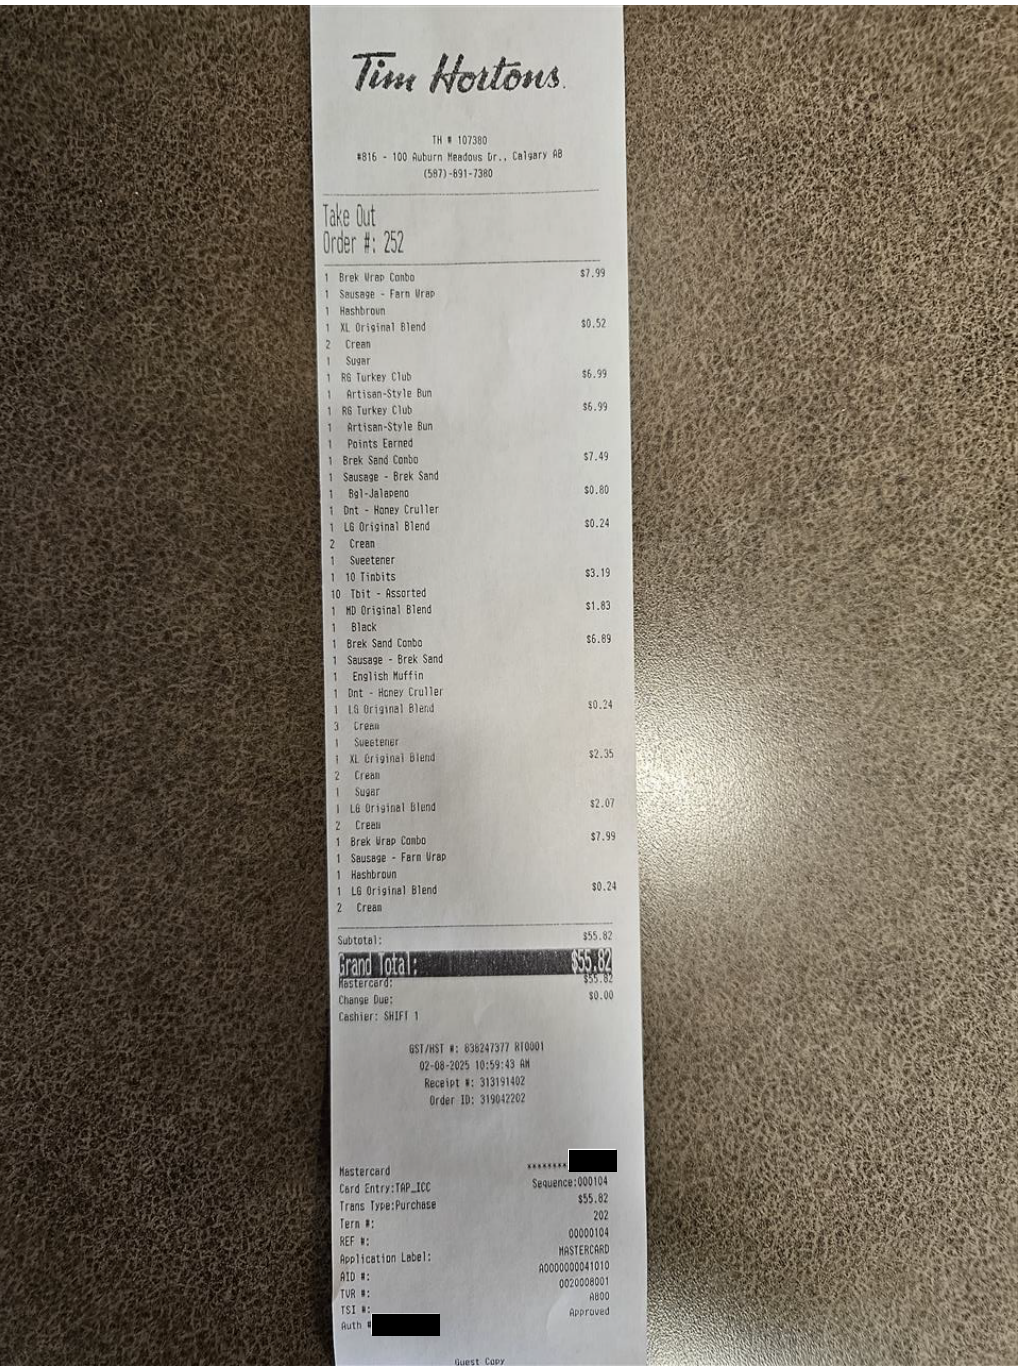 Tim Hortons.
TH # 107380
#816 - 100 Auburn Meadows Dr., Calgary AB
(587)-891-7380
Take Out
Order #: 252
1 Brek Wrap Combo $7.99
1 Sausage - Farm Wrap
1 Hashbrown
1 XL Original Blend $0.52
2 Cream
1 Sugar
1 RG Turkey Club $6.99
1 Artisan-Style Bun
1 RG Turkey Club $6.99
1 Artisan-Style Bun
1 Points Earned
1 Brek Sand Combo $7.49
1 Sausage - Brek Sand
1 Bgl-Jalapeno $0.80
1 Dnt - Honey Cruller
1 LG Original Blend $0.24
2 Cream
1 Sweetener
1 10 Timbits $3.19
10 Tbit - Assorted
1 MD Original Blend $1.83
1 Black
1 Brek Sand Combo $6.89
1 Sausage - Brek Sand
1 English Muffin
1 Dnt - Honey Cruller
1 LG Original Blend $0.24
3 Cream
1 Sweetener
1 XL Original Blend $2.35
2 Cream
1 Sugar
1 LG Original Blend $2.07
2 Cream
1 Brek Wrap Combo $7.99
1 Sausage - Farm Wrap
1 Hashbrown
1 LG Original Blend $0.24
2 Cream
Subtotal: $55.82
Grand Total: $55.82
Mastercard: $55.82
Change Due: $0.00
Cashier: SHIFT 1
GST/HST #: 838247377 RT0001
02-08-2025 10:59:43 AM
Receipt #: 313191402
Order ID: 319042202
Mastercard ********
Card Entry:TAP_ICC Sequence:000104
Trans Type:Purchase $55.82
Term #: 202
REF #: 00000104
Application Label: MASTERCARD
AID #: A0000000041010
TVR #: 0020008001
TSI #: A800
Auth # Approved
Guest Copy